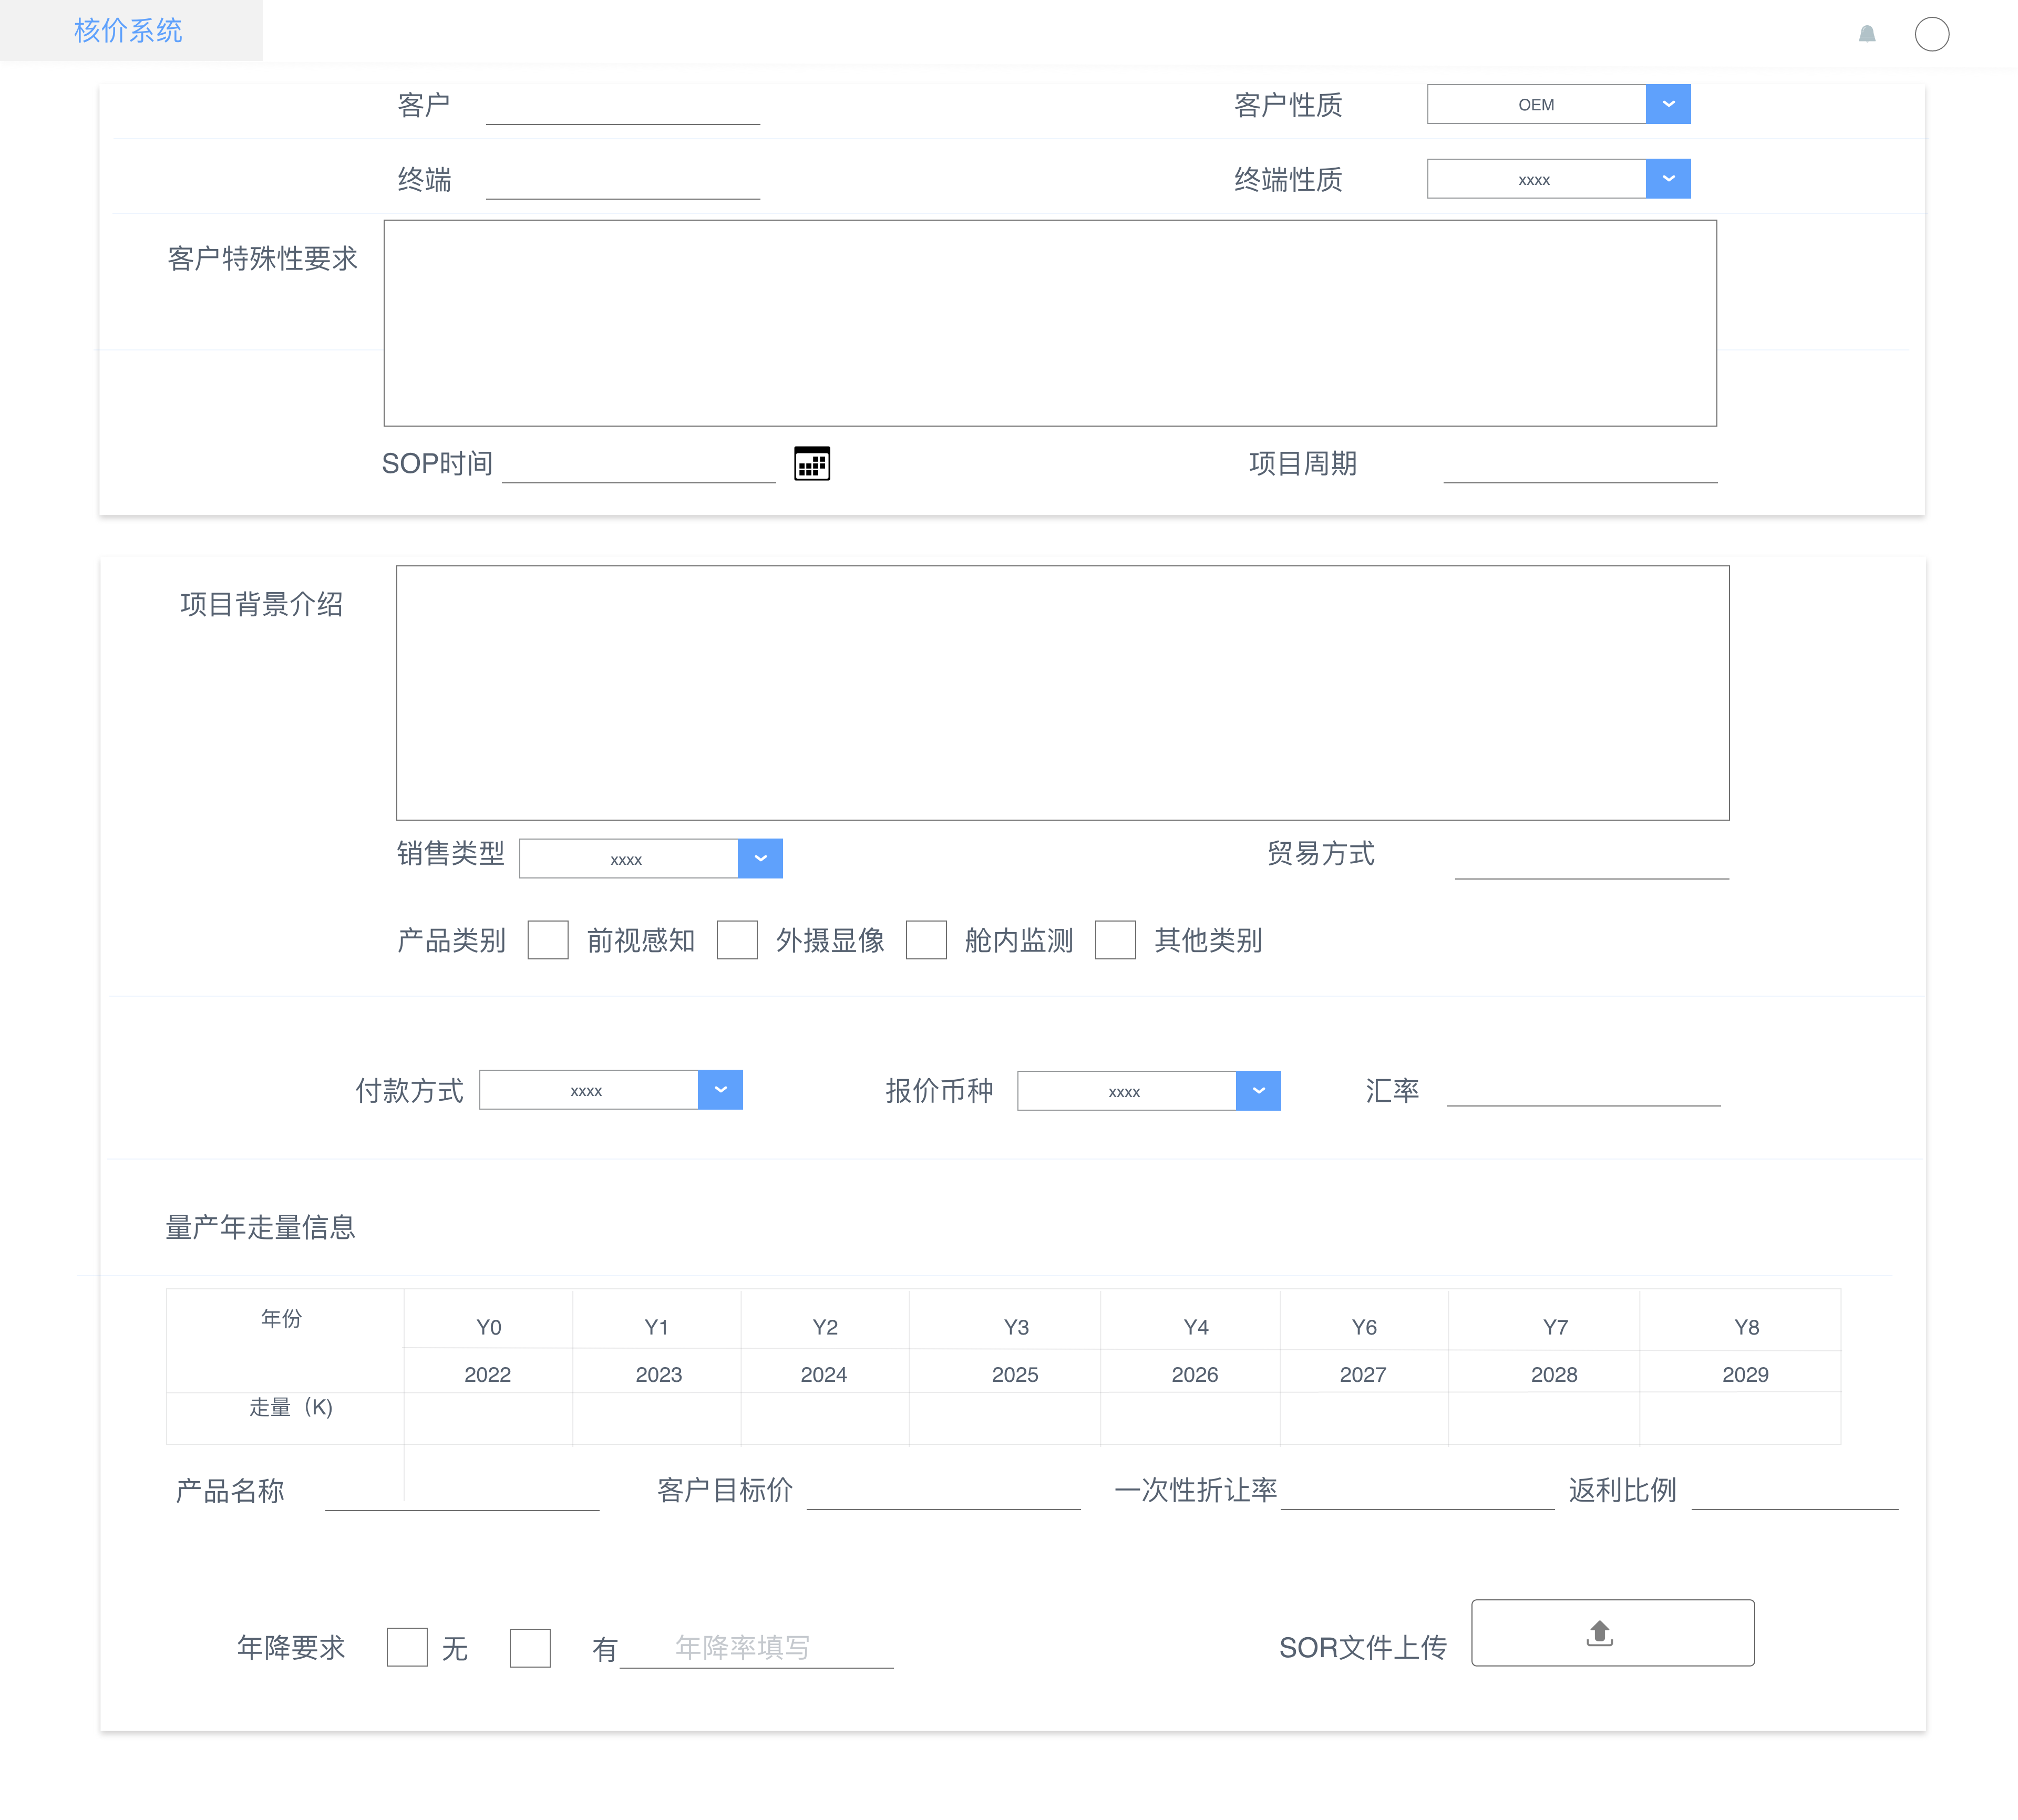 核价系统
客户 客户性质 OEM
终端 终端性质 xxxx
客户特殊性要求
SOP时间 项目周期
项目背景介绍
销售类型 xxxx 贸易方式
产品类别 前视感知 外摄显像 舱内监测 其他类别
付款方式 xxxx 报价币种 xxxx 汇率
量产年走量信息
年份 Y0 Y1 Y2 Y3 Y4 Y6 Y7 Y8
2022 2023 2024 2025 2026 2027 2028 2029
走量（K)
产品名称 客户目标价 一次性折让率 返利比例
年降要求 无 有 年降率填写 SOR文件上传